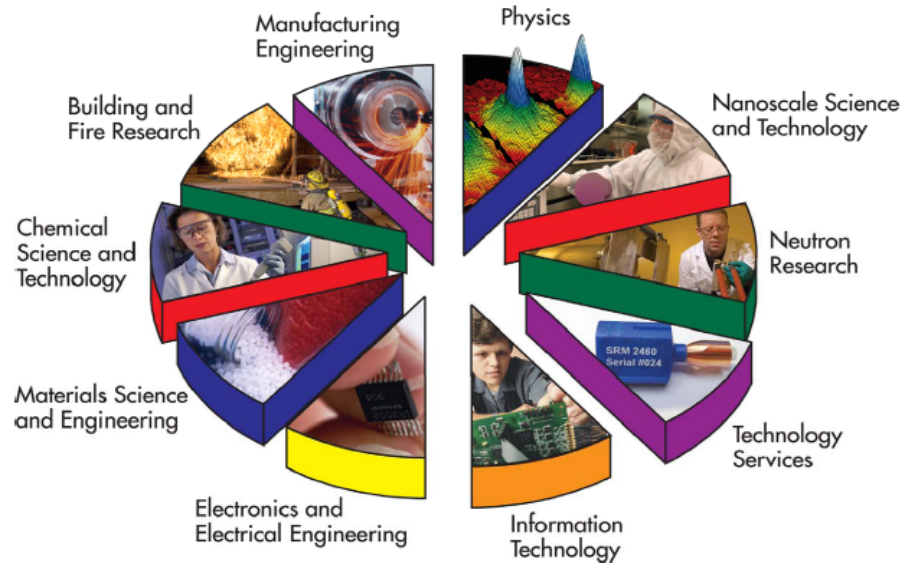 Manufacturing
Engineering
Physics
Building and
Fire Research
Nanoscale Science
and Technology
Chemical
Science and
Technology
Neutron
Research
SRM 2460
Serial #024
Materials Science
and Engineering
Technology
Services
Electronics and
Electrical Engineering
Information
Technology